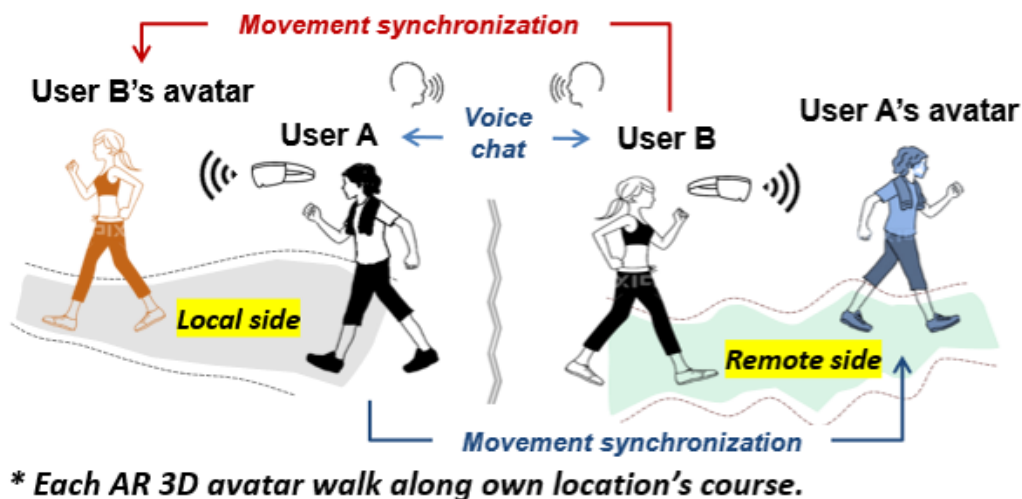 Movement synchronization
User B's avatar
User A
Voice
chat
User B
User A's avatar
Local side
Remote side
Movement synchronization
* Each AR 3D avatar walk along own location's course.